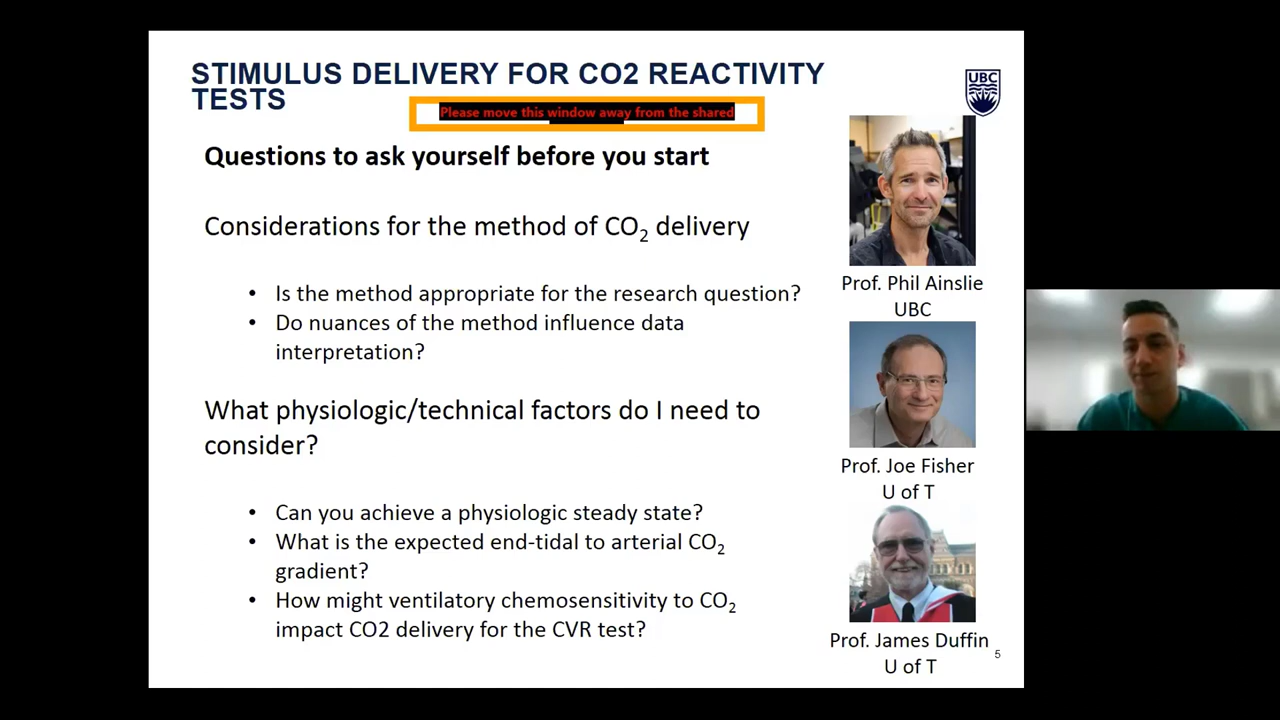 STIMULUS DELIVERY FOR CO2 REACTIVITY
TESTS
UBC
Please move this window away from the shared
Questions to ask yourself before you start
Considerations for the method of CO₂ delivery
• Is the method appropriate for the research question?
• Do nuances of the method influence data
interpretation?
What physiologic/technical factors do I need to
consider?
• Can you achieve a physiologic steady state?
• What is the expected end-tidal to arterial CO₂
gradient?
• How might ventilatory chemosensitivity to CO₂
impact CO2 delivery for the CVR test?
Prof. Phil Ainslie
UBC
Prof. Joe Fisher
U of T
Prof. James Duffin
U of T
5